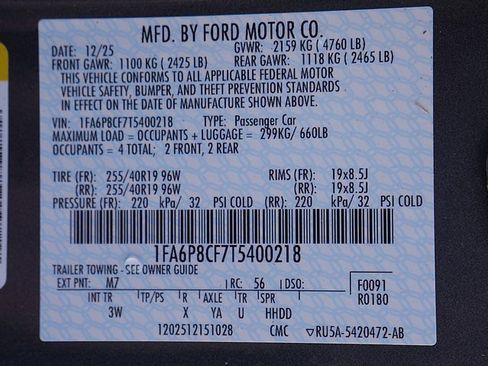 MFD. BY FORD MOTOR CO.
DATE: 12/25 GVWR: 2159 KG ( 4760 LB)
FRONT GAWR: 1100 KG ( 2425 LB) REAR GAWR: 1118 KG ( 2465 LB)
THIS VEHICLE CONFORMS TO ALL APPLICABLE FEDERAL MOTOR
VEHICLE SAFETY, BUMPER, AND THEFT PREVENTION STANDARDS
IN EFFECT ON THE DATE OF MANUFACTURE SHOWN ABOVE.
VIN: 1FA6P8CF7T5400218 TYPE: Passenger Car
MAXIMUM LOAD = OCCUPANTS + LUGGAGE = 299KG/ 660LB
OCCUPANTS = 4 TOTAL; 2 FRONT, 2 REAR
TIRE (FR): 255/40R19 96W RIMS (FR): 19x8.5J
(RR): 255/40R19 96W (RR): 19x8.5J
PRESSURE (FR): 220 kPa/ 32 PSI COLD (RR): 220 kPa/ 32 PSI COLD
1FA6P8CF7T5400218
TRAILER TOWING - SEE OWNER GUIDE
EXT PNT: M7 RC: 56 DSO: F0091
INT TR TP/PS R AXLE TR SPR R0180
3W X YA U HHDD
1202512151028 CMC ▽RU5A-5420472-AB